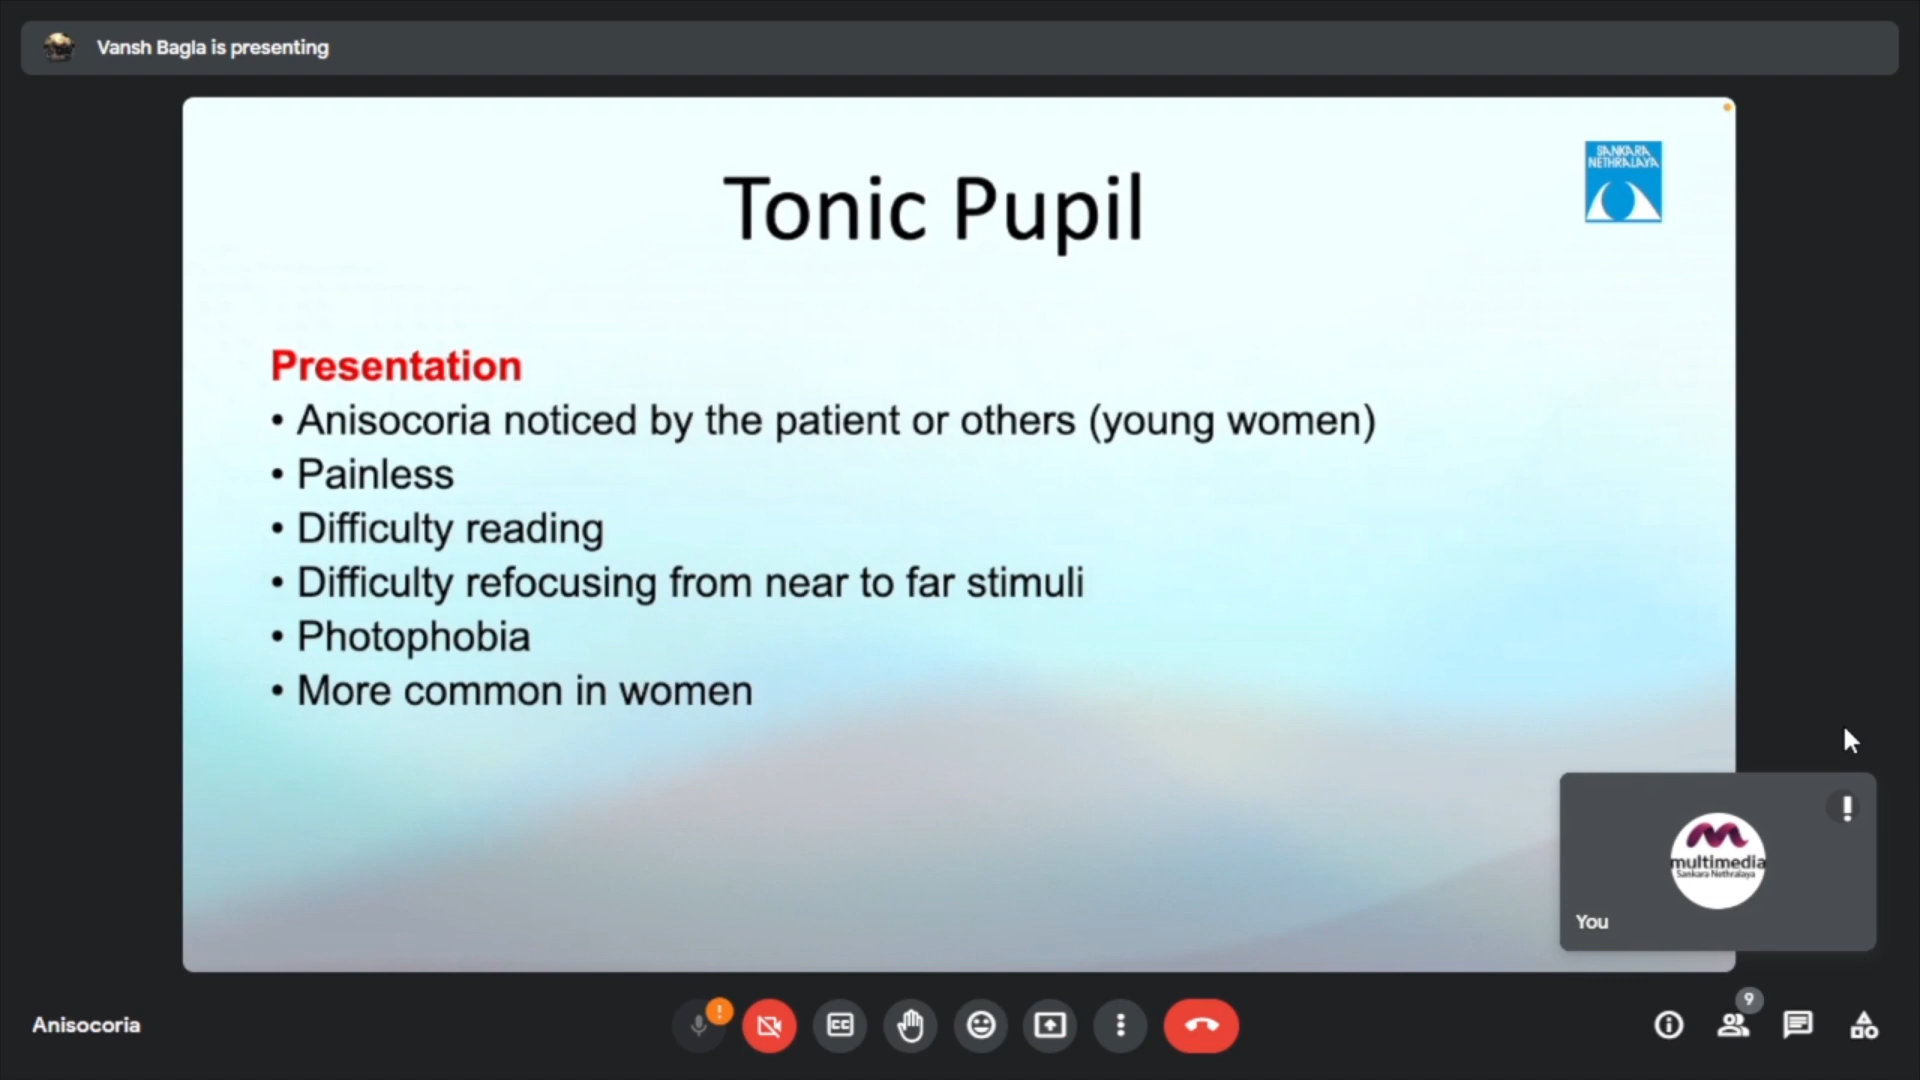 Vansh Bagla is presenting
SANKARA
NETHRALAYA
Tonic Pupil
Presentation
• Anisocoria noticed by the patient or others (young women)
• Painless
• Difficulty reading
• Difficulty refocusing from near to far stimuli
• Photophobia
• More common in women
multimedia
Sankara Nethralaya
You
Anisocoria
CC
9